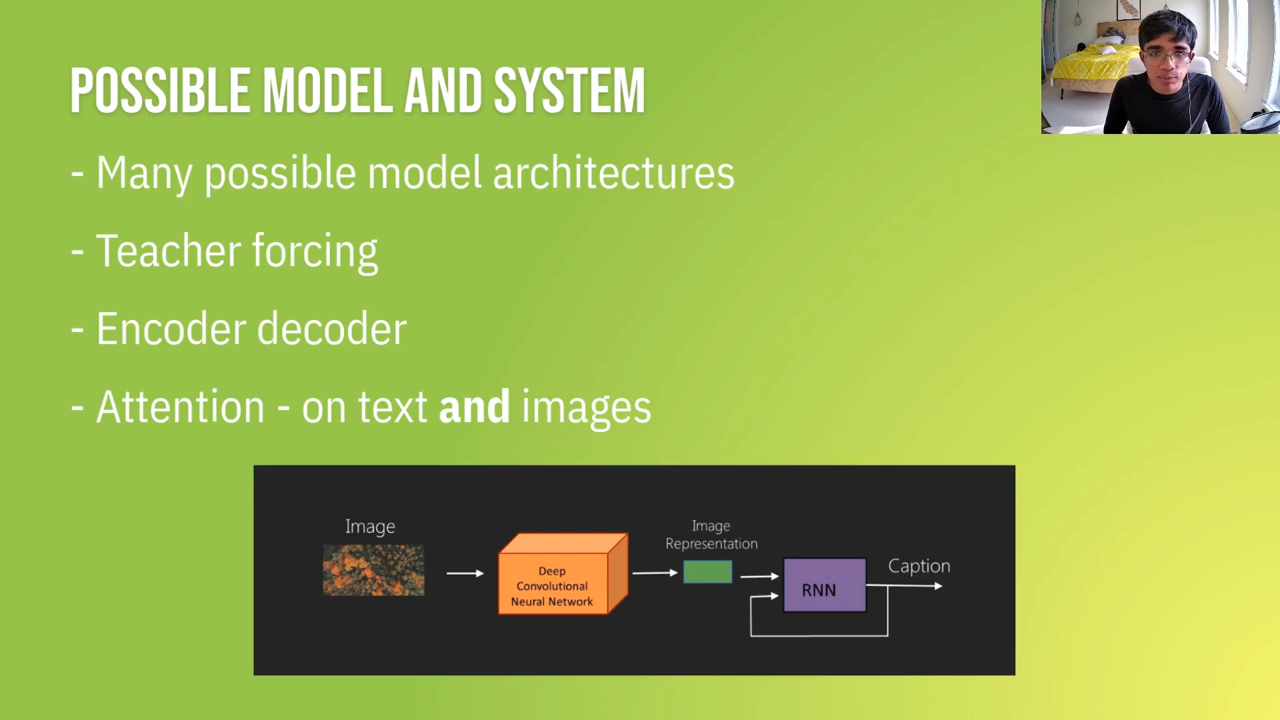 POSSIBLE MODEL AND SYSTEM
- Many possible model architectures
- Teacher forcing
- Encoder decoder
- Attention - on text and images
Image
Deep
Convolutional
Neural Network
Image
Representation
RNN
Caption